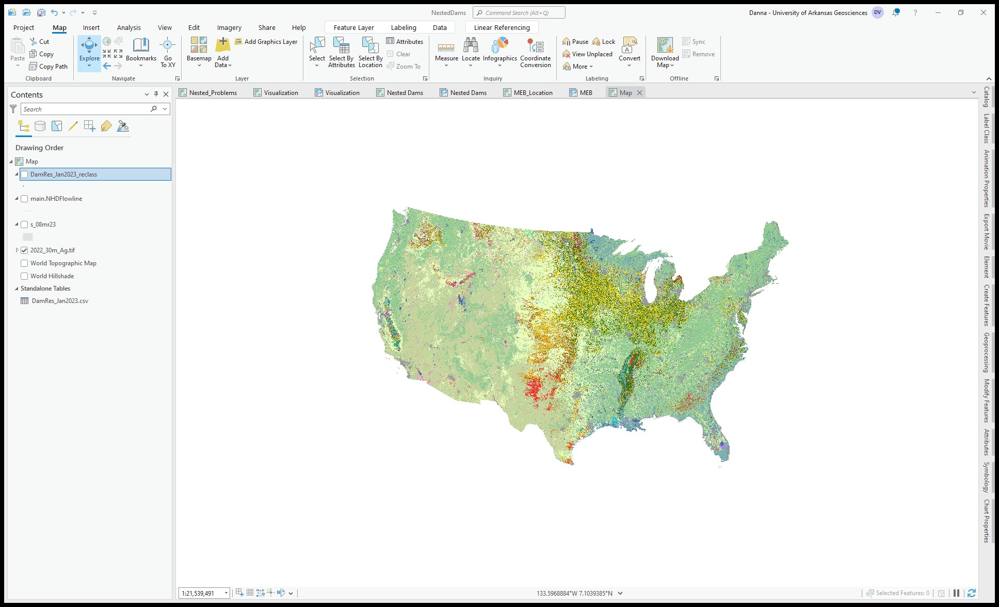 NestedDams
Command Search (Alt+Q)
Danna - University of Arkansas Geosciences
DV
?
Project
Map
Insert
Analysis
View
Edit
Imagery
Share
Help
Feature Layer
Labeling
Data
Linear Referencing
Paste
Cut
Copy
Copy Path
Clipboard
Explore
Bookmarks
Go
To XY
Navigate
Basemap
Add
Data
Add Graphics Layer
Layer
Select
Select By
Attributes
Select By
Location
Attributes
Clear
Zoom To
Selection
Measure
Locate
Infographics
Coordinate
Conversion
Inquiry
Pause
Lock
View Unplaced
More
Convert
Labeling
Download
Map
Sync
Remove
Offline
Contents
Search
Drawing Order
Map
DamRes_Jan2023_reclass
main.NHDFlowline
s_08mr23
2022_30m_Ag.tif
World Topographic Map
World Hillshade
Standalone Tables
DamRes_Jan2023.csv
Nested_Problems
Visualization
Visualization
Nested Dams
Nested Dams
MEB_Location
MEB
Map
Catalog
Label Class
Animation Properties
Export Movie
Element
Create Features
Geoprocessing
Modify Features
Attributes
Symbology
Chart Properties
1:21,539,491
N
133.5968884°W 7.1039385°N
Selected Features: 0